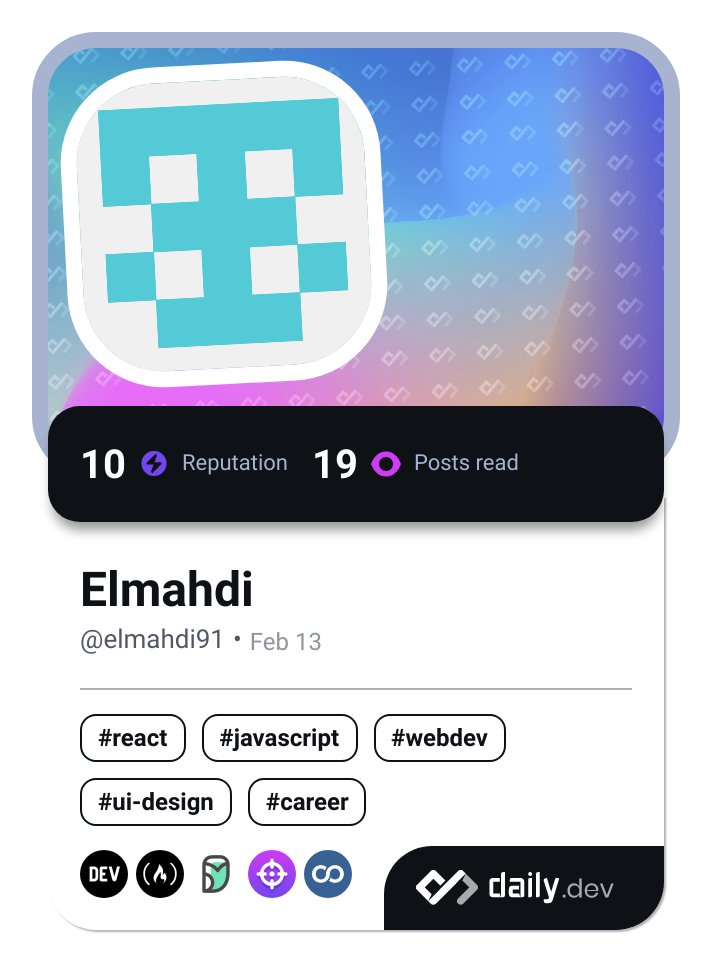 10 Reputation 19 Posts read
Elmahdi
@elmahdi91 • Feb 13
#react #javascript #webdev
#ui-design #career
DEV
daily.dev